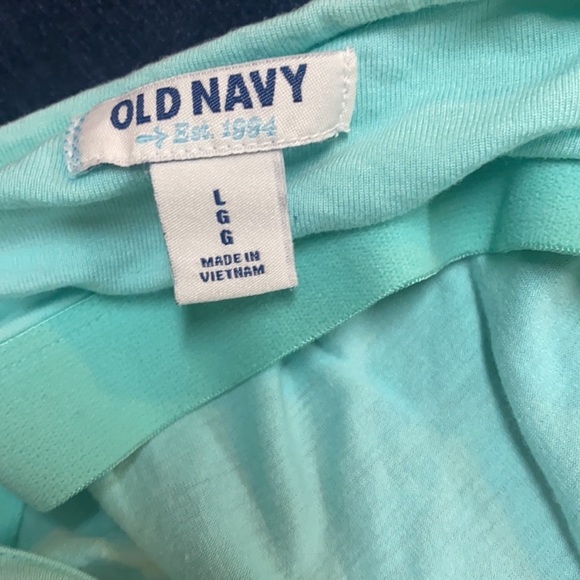 OLD NAVY
Est. 1994
L
G
G
MADE IN
VIETNAM